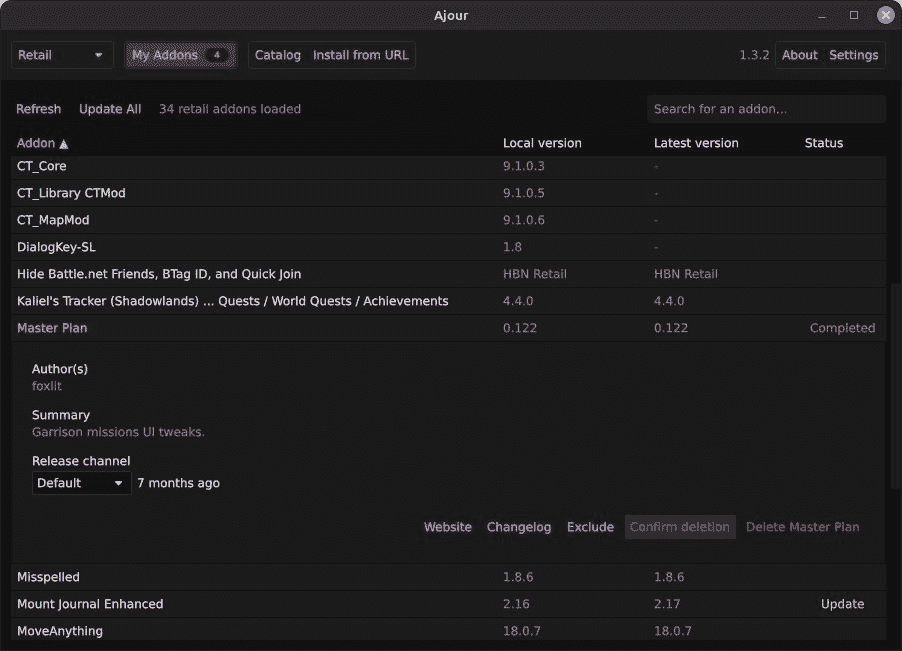 Ajour
Retail My Addons 4 Catalog Install from URL 1.3.2 About Settings
Refresh Update All 34 retail addons loaded Search for an addon...
Addon ▲ Local version Latest version Status
CT_Core 9.1.0.3 -
CT_Library CTMod 9.1.0.5 -
CT_MapMod 9.1.0.6 -
DialogKey-SL 1.8 -
Hide Battle.net Friends, BTag ID, and Quick Join HBN Retail HBN Retail
Kaliel's Tracker (Shadowlands) ... Quests / World Quests / Achievements 4.4.0 4.4.0
Master Plan 0.122 0.122 Completed
Author(s)
foxlit
Summary
Garrison missions UI tweaks.
Release channel
Default 7 months ago
Website Changelog Exclude Confirm deletion Delete Master Plan
Misspelled 1.8.6 1.8.6
Mount Journal Enhanced 2.16 2.17 Update
MoveAnything 18.0.7 18.0.7